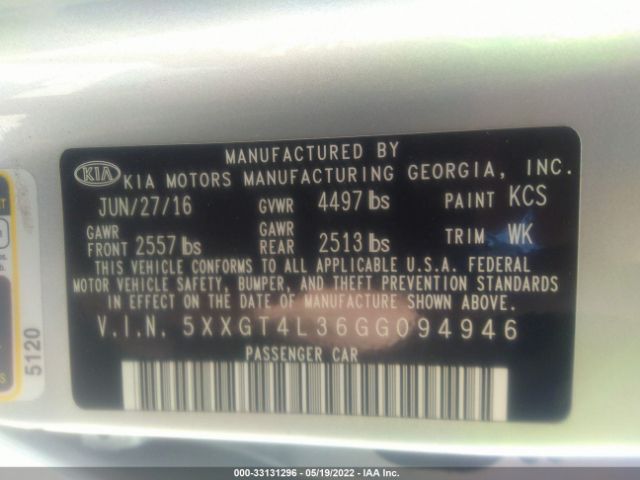 MANUFACTURED BY
KIA KIA MOTORS MANUFACTURING GEORGIA, INC.
JUN/27/16 GVWR 4497 lbs PAINT KCS
GAWR FRONT 2557 lbs GAWR REAR 2513 lbs TRIM WK
THIS VEHICLE CONFORMS TO ALL APPLICABLE U.S.A. FEDERAL
MOTOR VEHICLE SAFETY, BUMPER, AND THEFT PREVENTION STANDARDS
IN EFFECT ON THE DATE OF MANUFACTURE SHOWN ABOVE.
V.I.N. 5XXGT4L36GG094946
PASSENGER CAR
5120
000-33131296 - 05/19/2022 - IAA Inc.